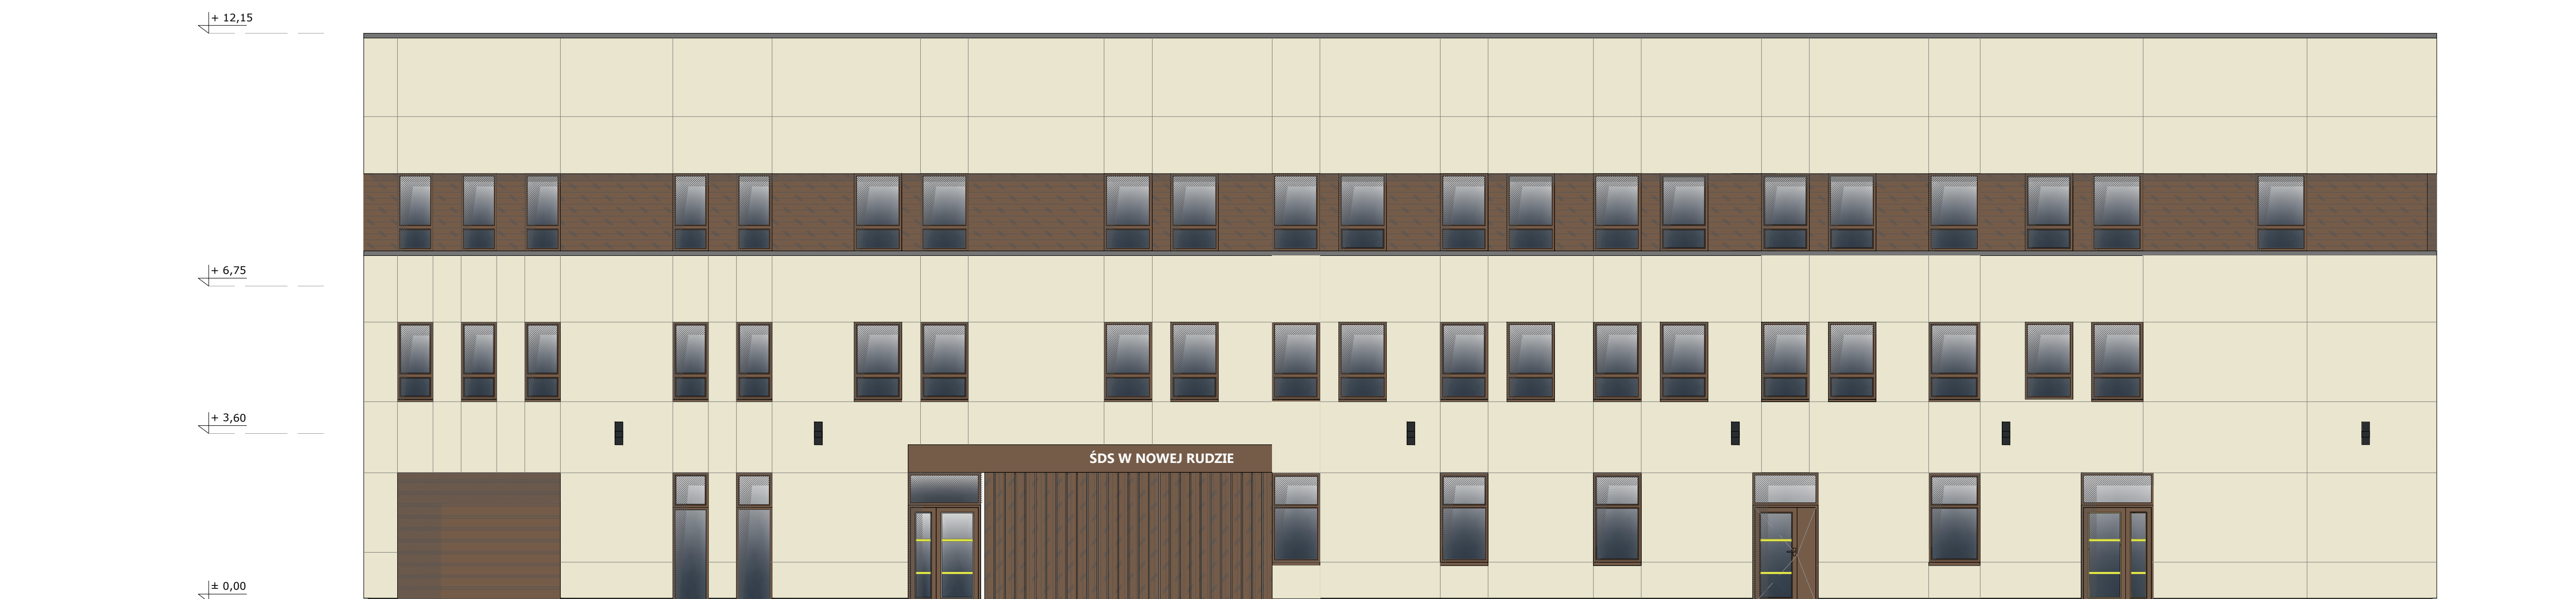 + 12,15
+ 6,75
+ 3,60
ŚDS W NOWEJ RUDZIE
± 0,00